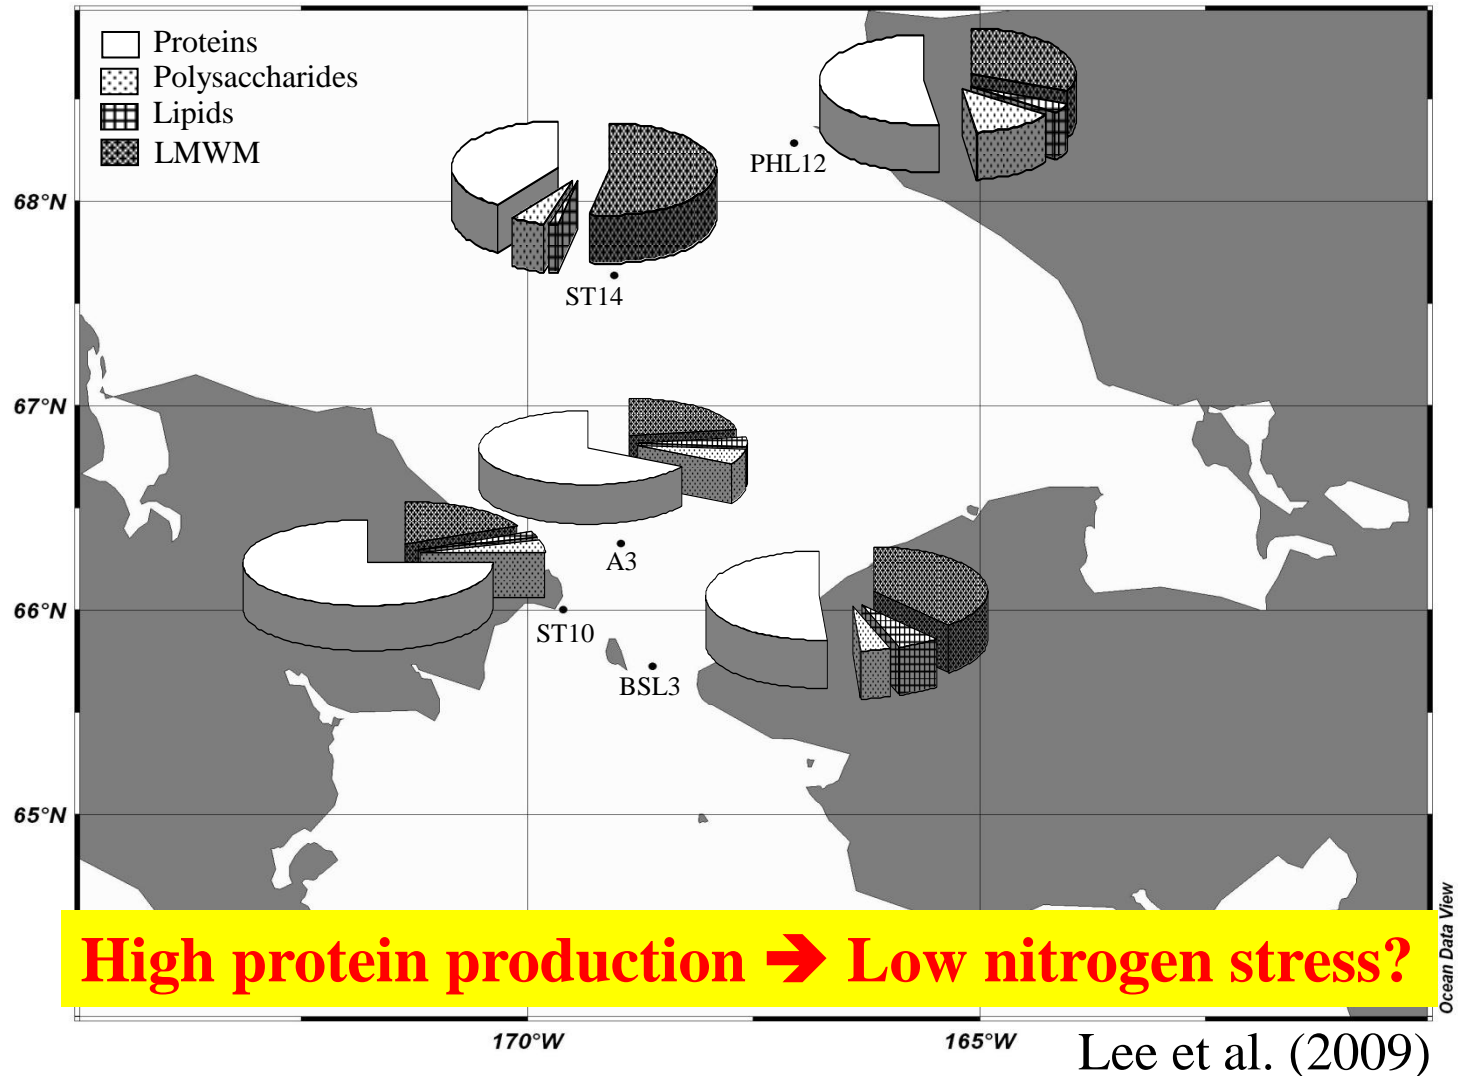 Proteins
Polysaccharides
Lipids
LMWM
PHL12
68°N
ST14
67°N
A3
66°N
ST10
BSL3
65°N
High protein production ➔ Low nitrogen stress?
Ocean Data View
170°W
165°W
Lee et al. (2009)